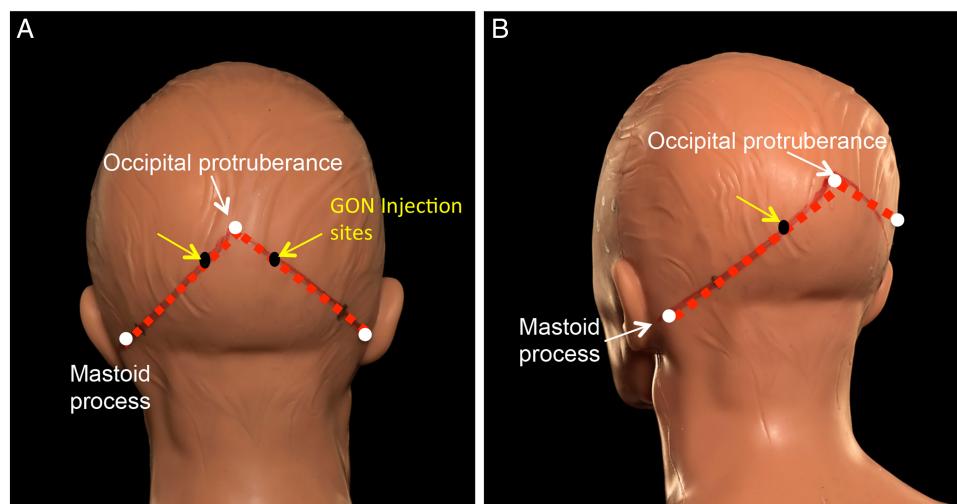 A
Occipital protruberance
GON Injection
sites
Mastoid
process
B
Occipital protruberance
Mastoid
process